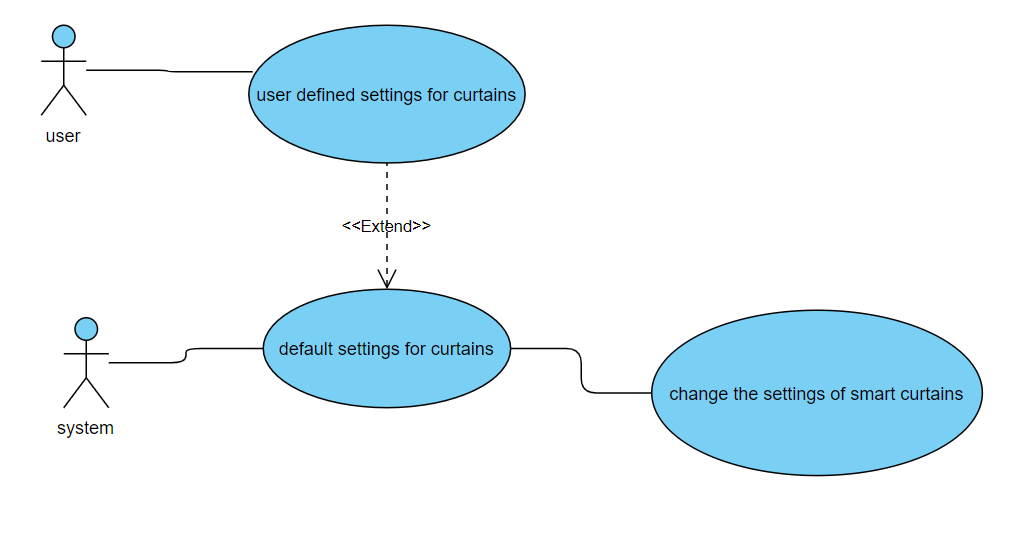 user defined settings for curtains
user
<<Extend>>
default settings for curtains
change the settings of smart curtains
system